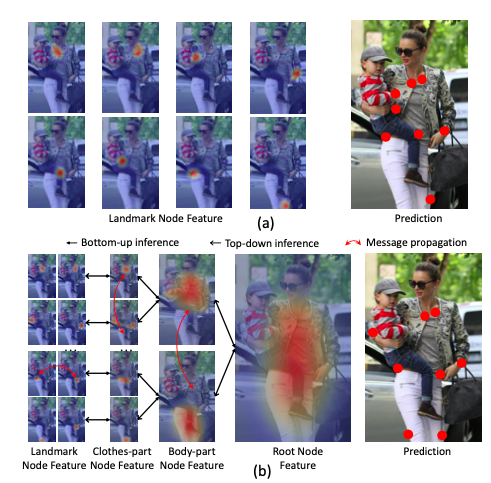 Landmark Node Feature
(a)
Prediction
Bottom-up inference
Top-down inference
Message propagation
Landmark
Node Feature
Clothes-part
Node Feature
Body-part
Node Feature
Root Node
Feature
Prediction
(b)